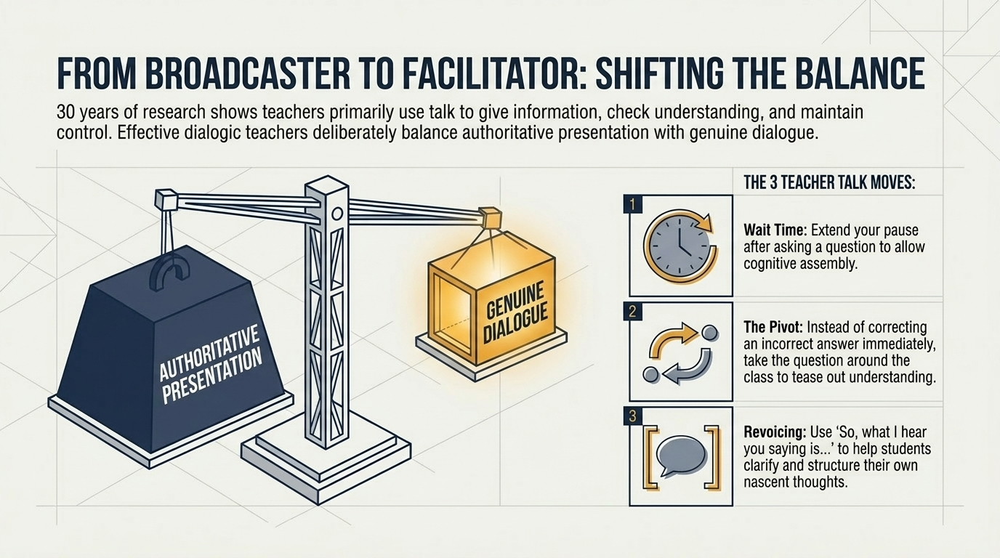 FROM BROADCASTER TO FACILITATOR: SHIFTING THE BALANCE
30 years of research shows teachers primarily use talk to give information, check understanding, and maintain
control. Effective dialogic teachers deliberately balance authoritative presentation with genuine dialogue.
AUTHORITATIVE
PRESENTATION
GENUINE
DIALOGUE
THE 3 TEACHER TALK MOVES:
1
Wait Time: Extend your pause
after asking a question to allow
cognitive assembly.
2
The Pivot: Instead of correcting
an incorrect answer immediately,
take the question around the
class to tease out understanding.
3
Revoicing: Use ‘So, what I hear
you saying is...’ to help students
clarify and structure their own
nascent thoughts.